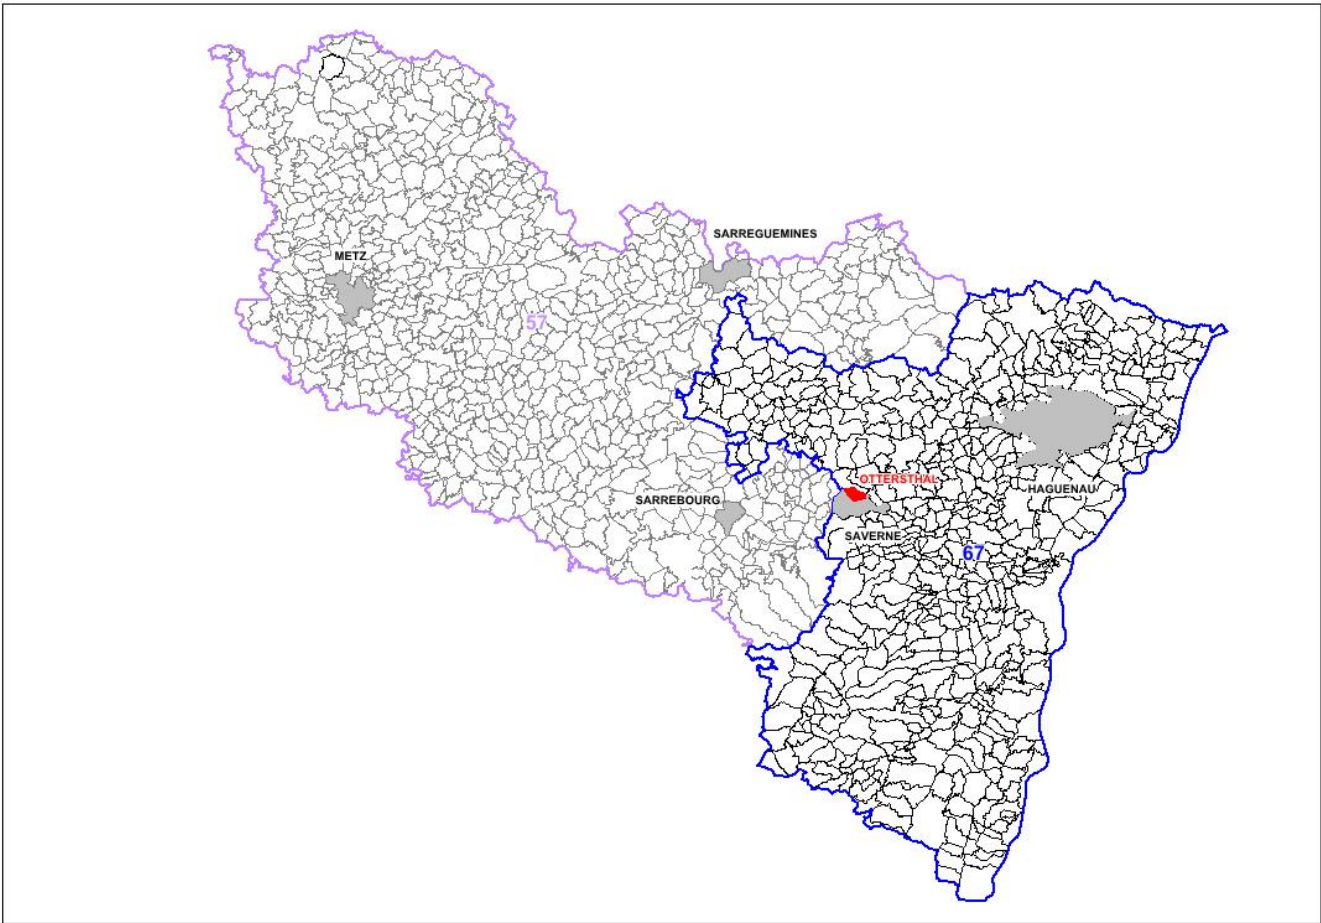 SARREGUEMINES
METZ
57
OTTERSTHAL
HAGUENAU
SARREBOURG
SAVERNE
67